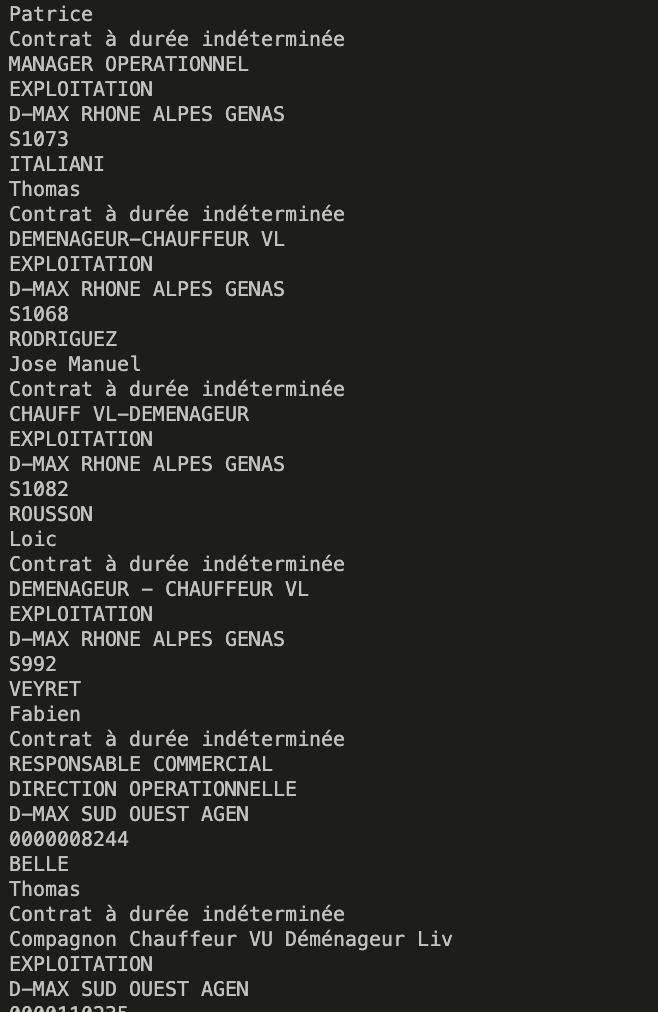 Patrice
Contrat à durée indéterminée
MANAGER OPERATIONNEL
EXPLOITATION
D-MAX RHONE ALPES GENAS
S1073
ITALIANI
Thomas
Contrat à durée indéterminée
DEMENAGEUR-CHAUFFEUR VL
EXPLOITATION
D-MAX RHONE ALPES GENAS
S1068
RODRIGUEZ
Jose Manuel
Contrat à durée indéterminée
CHAUFF VL-DEMENAGEUR
EXPLOITATION
D-MAX RHONE ALPES GENAS
S1082
ROUSSON
Loic
Contrat à durée indéterminée
DEMENAGEUR - CHAUFFEUR VL
EXPLOITATION
D-MAX RHONE ALPES GENAS
S992
VEYRET
Fabien
Contrat à durée indéterminée
RESPONSABLE COMMERCIAL
DIRECTION OPERATIONNELLE
D-MAX SUD OUEST AGEN
0000008244
BELLE
Thomas
Contrat à durée indéterminée
Compagnon Chauffeur VU Déménageur Liv
EXPLOITATION
D-MAX SUD OUEST AGEN